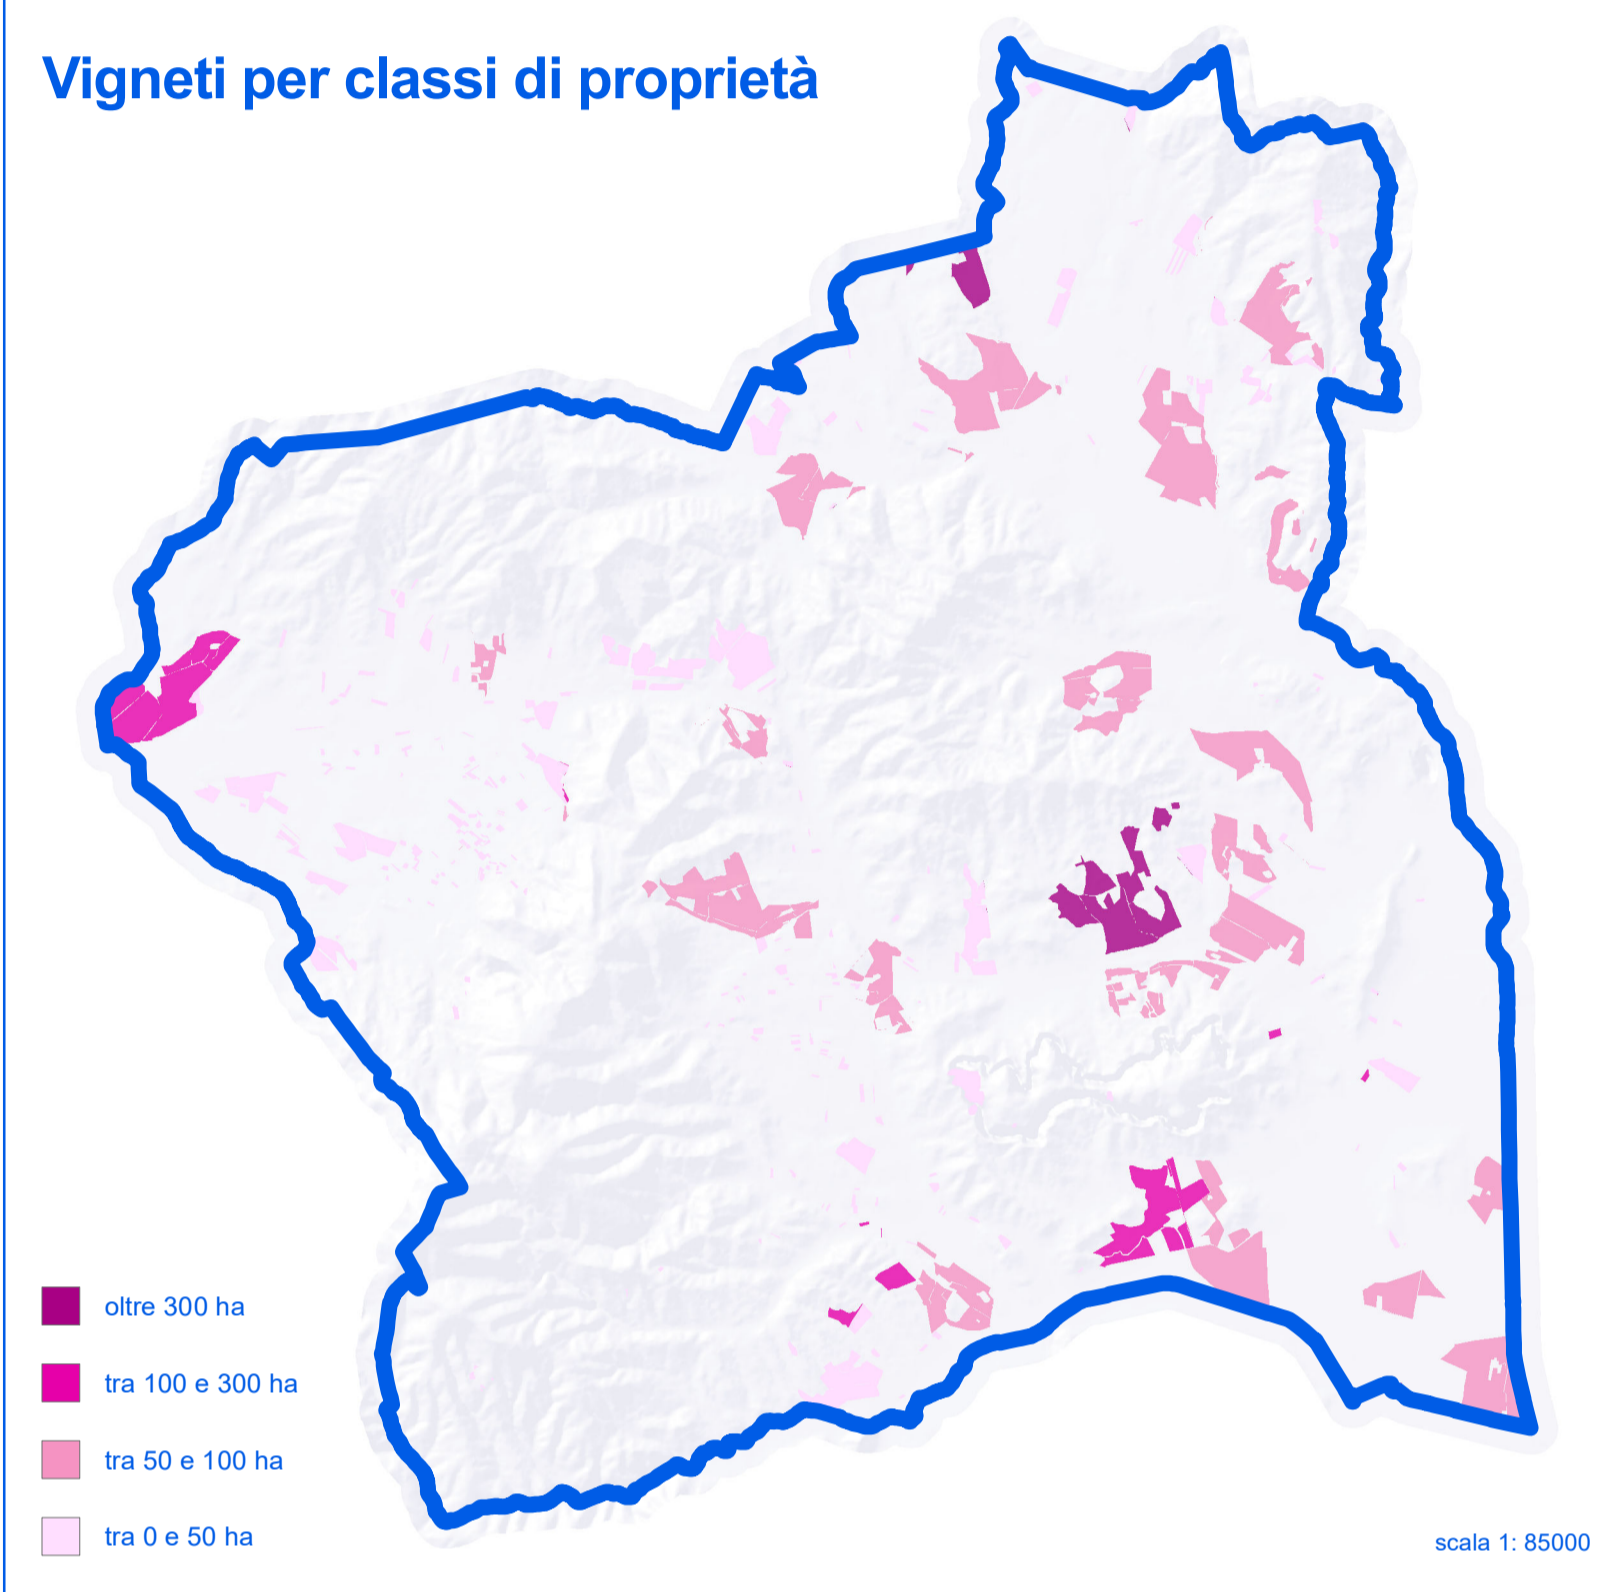 Vigneti per classi di proprietà
oltre 300 ha
tra 100 e 300 ha
tra 50 e 100 ha
tra 0 e 50 ha
scala 1: 85000